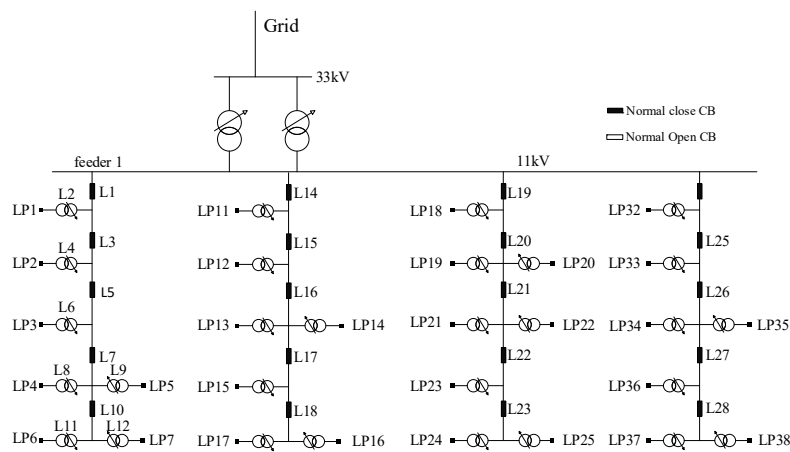 Grid
33kV
Normal close CB
Normal Open CB
feeder 1
11kV
L2
L1
L14
L19
LP1
LP11
LP18
LP32
L4
L3
L15
L20
L25
LP2
LP12
LP19
LP20
LP33
L5
L16
L21
L26
L6
LP3
LP13
LP14
LP21
LP22
LP34
LP35
L7
L17
L22
L27
L8
L9
LP4
LP5
LP15
LP23
LP36
L10
L18
L23
L28
L11
L12
LP6
LP7
LP17
LP16
LP24
LP25
LP37
LP38